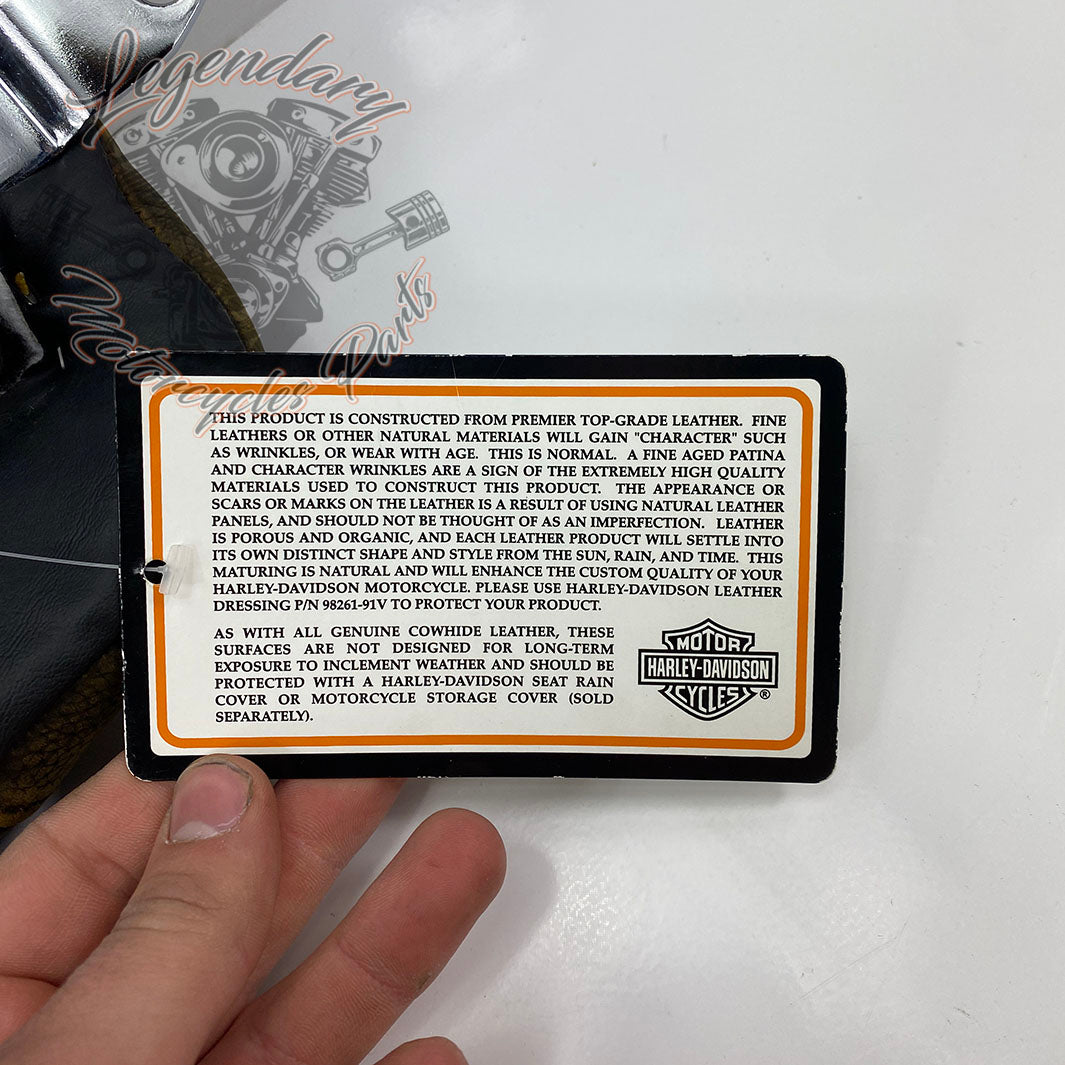 Legendary
Motorcycles Parts
THIS PRODUCT IS CONSTRUCTED FROM PREMIER TOP-GRADE LEATHER. FINE
LEATHERS OR OTHER NATURAL MATERIALS WILL GAIN "CHARACTER" SUCH
AS WRINKLES, OR WEAR WITH AGE. THIS IS NORMAL. A FINE AGED PATINA
AND CHARACTER WRINKLES ARE A SIGN OF THE EXTREMELY HIGH QUALITY
MATERIALS USED TO CONSTRUCT THIS PRODUCT. THE APPEARANCE OR
SCARS OR MARKS ON THE LEATHER IS A RESULT OF USING NATURAL LEATHER
PANELS, AND SHOULD NOT BE THOUGHT OF AS AN IMPERFECTION. LEATHER
IS POROUS AND ORGANIC, AND EACH LEATHER PRODUCT WILL SETTLE INTO
ITS OWN DISTINCT SHAPE AND STYLE FROM THE SUN, RAIN, AND TIME. THIS
MATURING IS NATURAL AND WILL ENHANCE THE CUSTOM QUALITY OF YOUR
HARLEY-DAVIDSON MOTORCYCLE. PLEASE USE HARLEY-DAVIDSON LEATHER
DRESSING P/N 98261-91V TO PROTECT YOUR PRODUCT.
AS WITH ALL GENUINE COWHIDE LEATHER, THESE
SURFACES ARE NOT DESIGNED FOR LONG-TERM
EXPOSURE TO INCLEMENT WEATHER AND SHOULD BE
PROTECTED WITH A HARLEY-DAVIDSON SEAT RAIN
COVER OR MOTORCYCLE STORAGE COVER (SOLD
SEPARATELY).
MOTOR
HARLEY-DAVIDSON
CYCLES ®